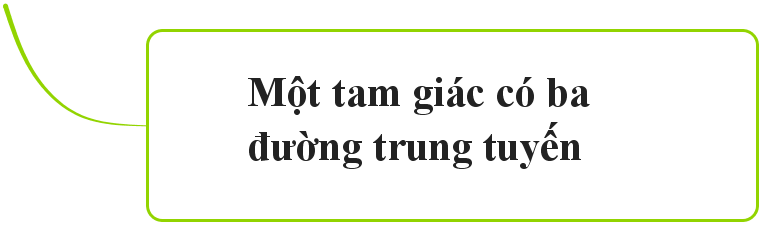 Một tam giác có ba
đường trung tuyến